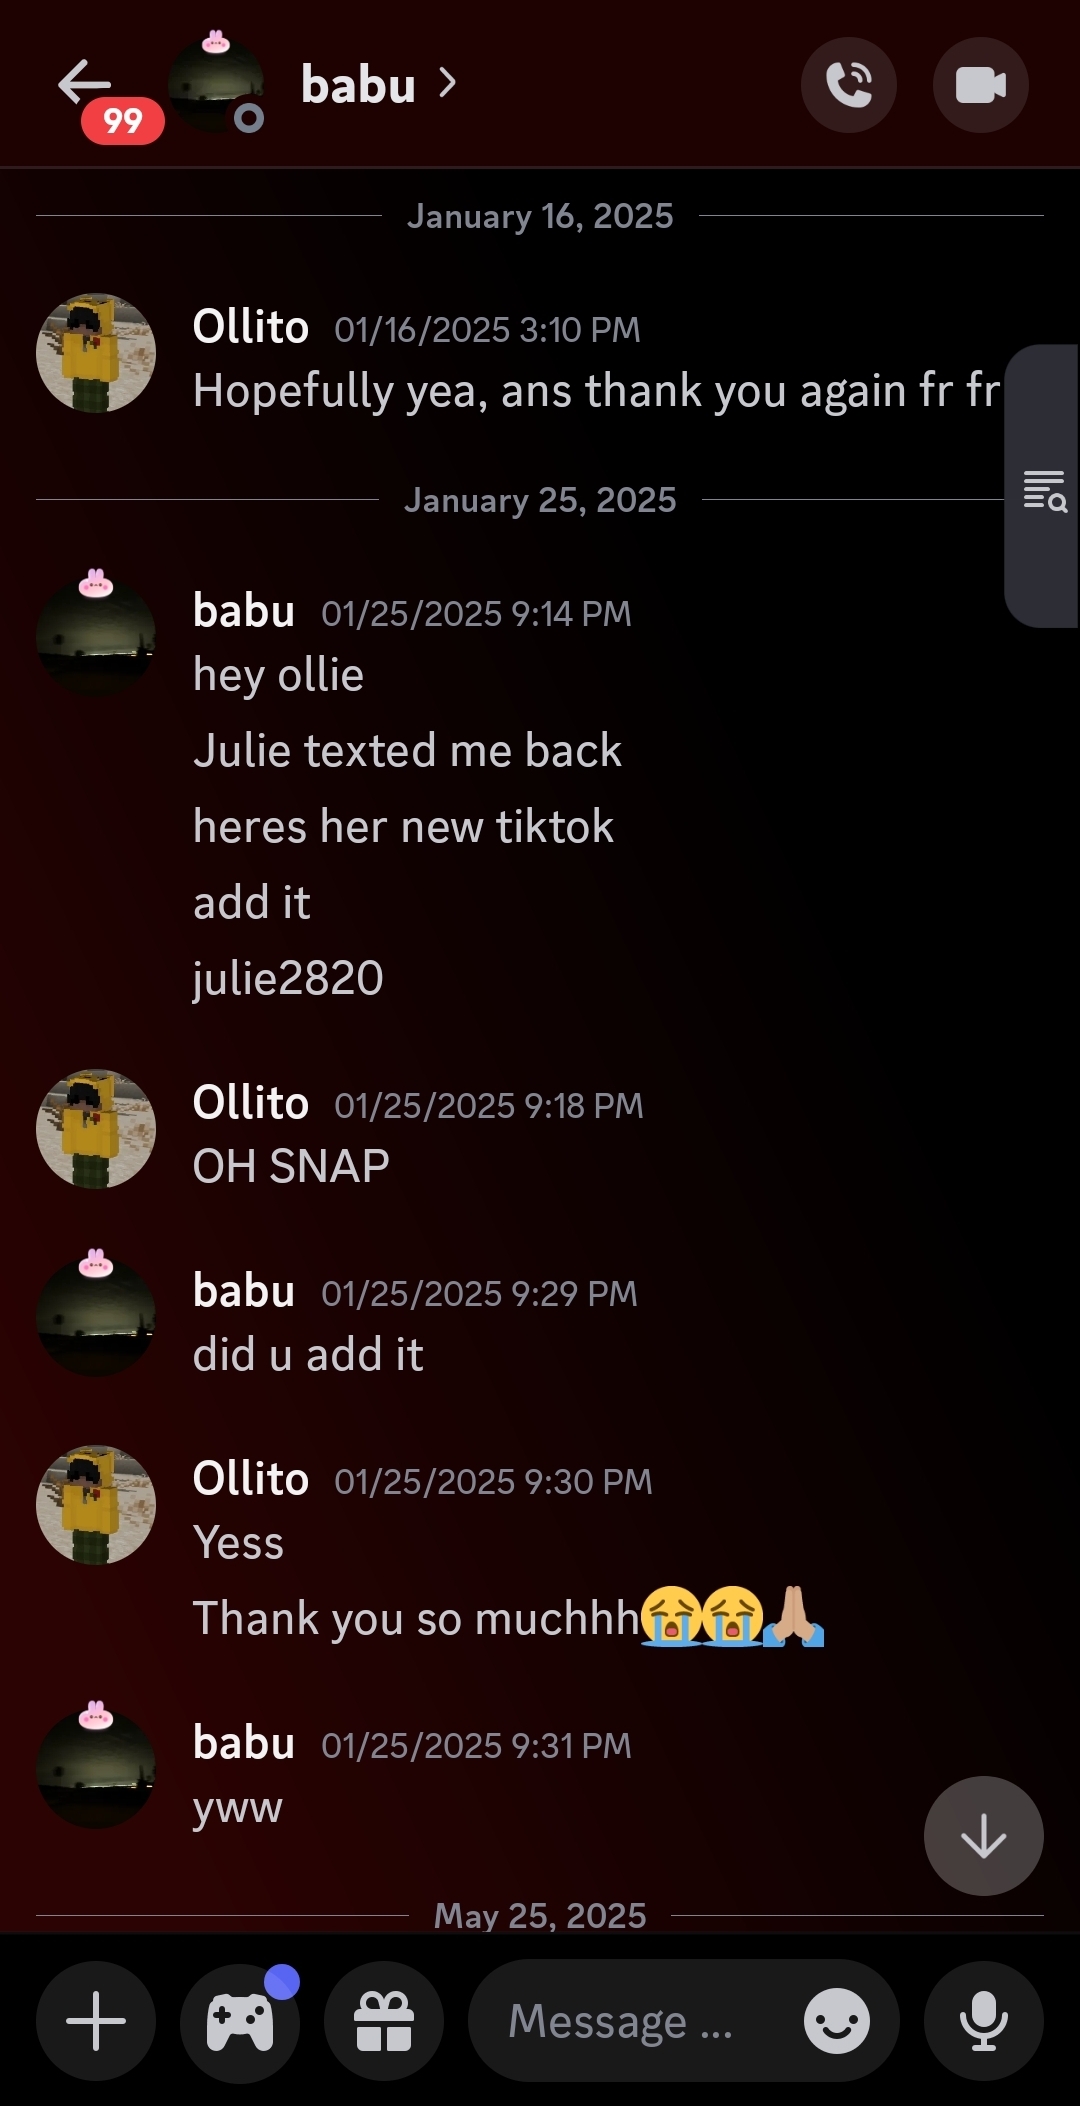 babu
99
January 16, 2025
Ollito 01/16/2025 3:10 PM
Hopefully yea, ans thank you again fr fr
January 25, 2025
babu 01/25/2025 9:14 PM
hey ollie
Julie texted me back
heres her new tiktok
add it
julie2820
Ollito 01/25/2025 9:18 PM
OH SNAP
babu 01/25/2025 9:29 PM
did u add it
Ollito 01/25/2025 9:30 PM
Yess
Thank you so muchhh😭😭🙏🏼
babu 01/25/2025 9:31 PM
yww
May 25, 2025
Message ...